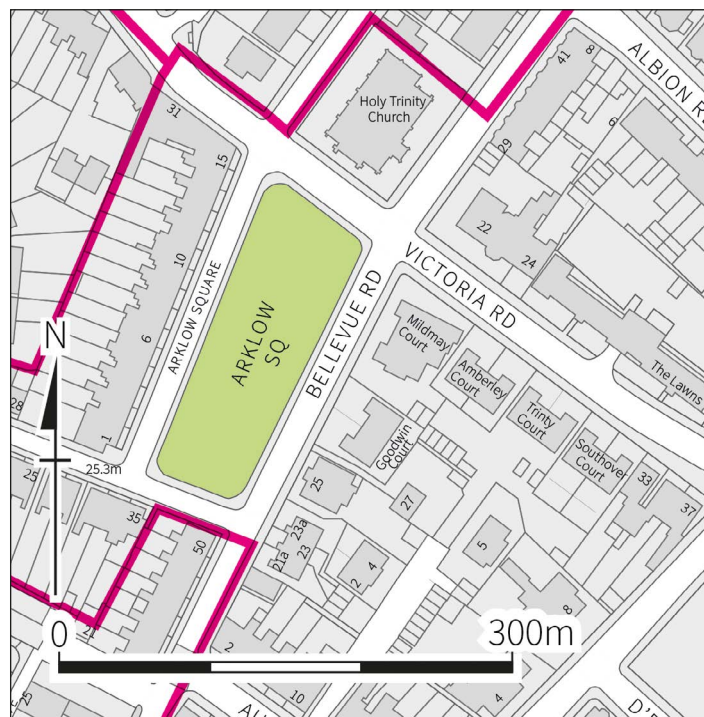 ALBION RD
41
8
31
Holy Trinity
Church
6
15
29
22
24
10
ARKLOW SQUARE
ARKLOW
SQ
BELLEVUE RD
VICTORIA RD
N
6
Mildmay
Court
Amberley
Court
The Lawns
Trinty
Court
28
1
Goodwin
Court
Southover
Court
25.3m
25
25
33
37
27
35
50
23a
23
21a
5
2
4
8
21
0
300m
2
25
10
4